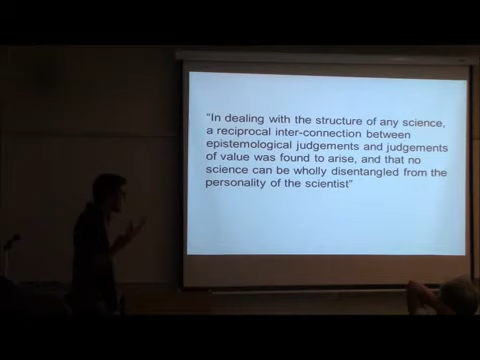 "In dealing with the structure of any science,
a reciprocal inter-connection between
epistemological judgements and judgements
of value was found to arise, and that no
science can be wholly disentangled from the
personality of the scientist"